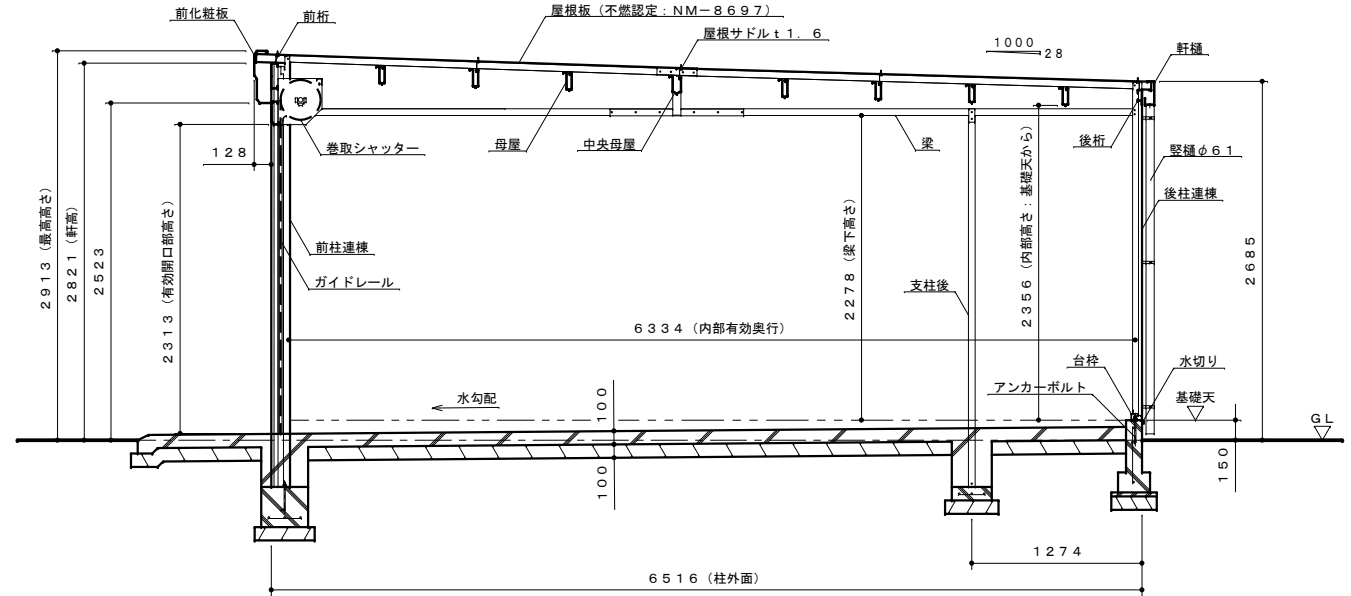 前化粧板
前桁
屋根板（不燃認定：NM－8697）
屋根サドルｔ１．６
1000
28
軒樋
128
巻取シャッター
母屋
中央母屋
梁
後桁
竪樋φ61
2913（最高高さ）
2821（軒高）
2523
2313（有効開口部高さ）
前柱連棟
ガイドレール
2278（梁下高さ）
支柱後
2356（内部高さ：基礎天から）
後柱連棟
2685
6334（内部有効奥行）
台枠
水切り
アンカーボルト
基礎天
水勾配
100
100
GL
150
1274
6516（柱外面）